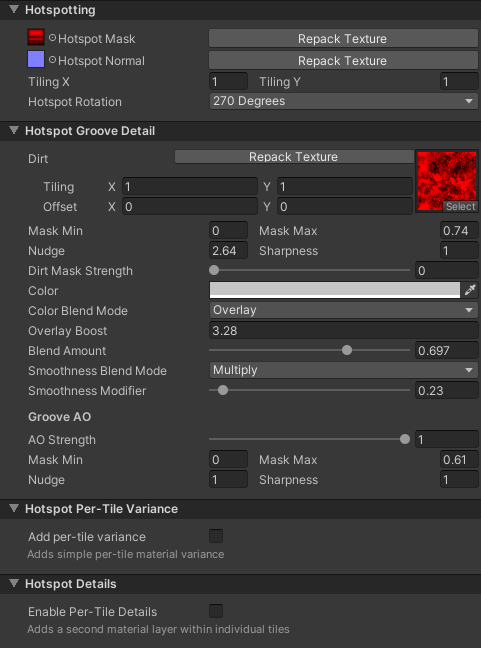 Hotspotting
Hotspot Mask Repack Texture
Hotspot Normal Repack Texture
Tiling X 1 Tiling Y 1
Hotspot Rotation 270 Degrees
Hotspot Groove Detail
Dirt Repack Texture
Tiling X 1 Y 1
Offset X 0 Y 0
Select
Mask Min 0 Mask Max 0.74
Nudge 2.64 Sharpness 1
Dirt Mask Strength 0
Color
Color Blend Mode Overlay
Overlay Boost 3.28
Blend Amount 0.697
Smoothness Blend Mode Multiply
Smoothness Modifier 0.23
Groove AO
AO Strength 1
Mask Min 0 Mask Max 0.61
Nudge 1 Sharpness 1
Hotspot Per-Tile Variance
Add per-tile variance
Adds simple per-tile material variance
Hotspot Details
Enable Per-Tile Details
Adds a second material layer within individual tiles